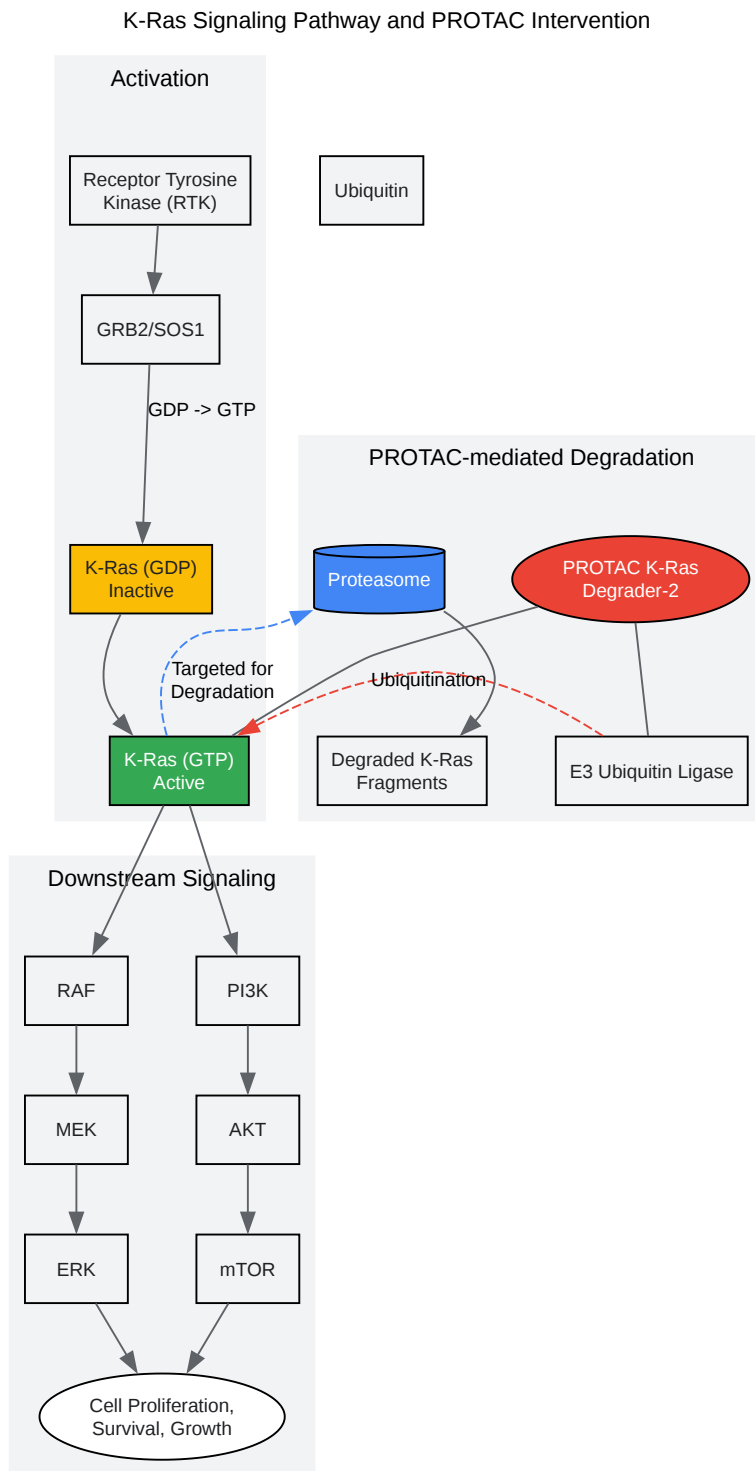 K-Ras Signaling Pathway and PROTAC Intervention
Activation
Receptor Tyrosine
Kinase (RTK)
Ubiquitin
GRB2/SOS1
GDP -> GTP
PROTAC-mediated Degradation
K-Ras (GDP)
Inactive
Proteasome
PROTAC K-Ras
Degrader-2
Targeted for
Degradation
Ubiquitination
K-Ras (GTP)
Active
Degraded K-Ras
Fragments
E3 Ubiquitin Ligase
Downstream Signaling
RAF
PI3K
MEK
AKT
ERK
mTOR
Cell Proliferation,
Survival, Growth